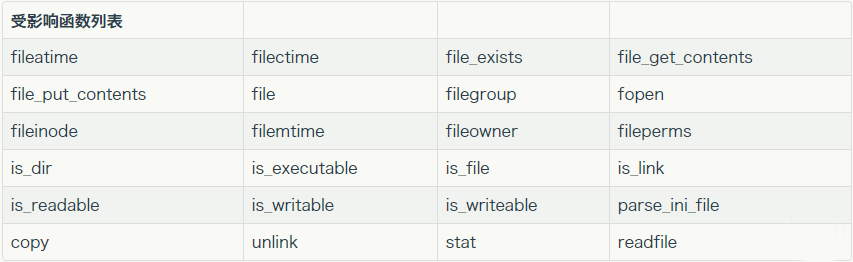 受影响函数列表
fileatime filectime file_exists file_get_contents
file_put_contents file filegroup fopen
fileinode filemtime fileowner fileperms
is_dir is_executable is_file is_link
is_readable is_writable is_writeable parse_ini_file
copy unlink stat readfile